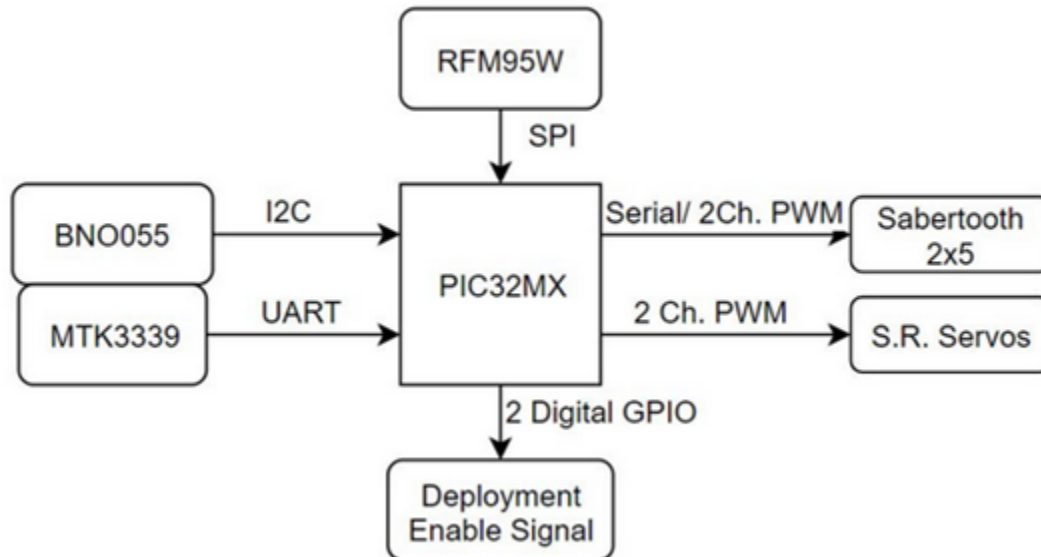 RFM95W
SPI
BNO055
I2C
PIC32MX
Serial/ 2Ch. PWM
Sabertooth
2x5
MTK3339
UART
2 Ch. PWM
S.R. Servos
2 Digital GPIO
Deployment
Enable Signal